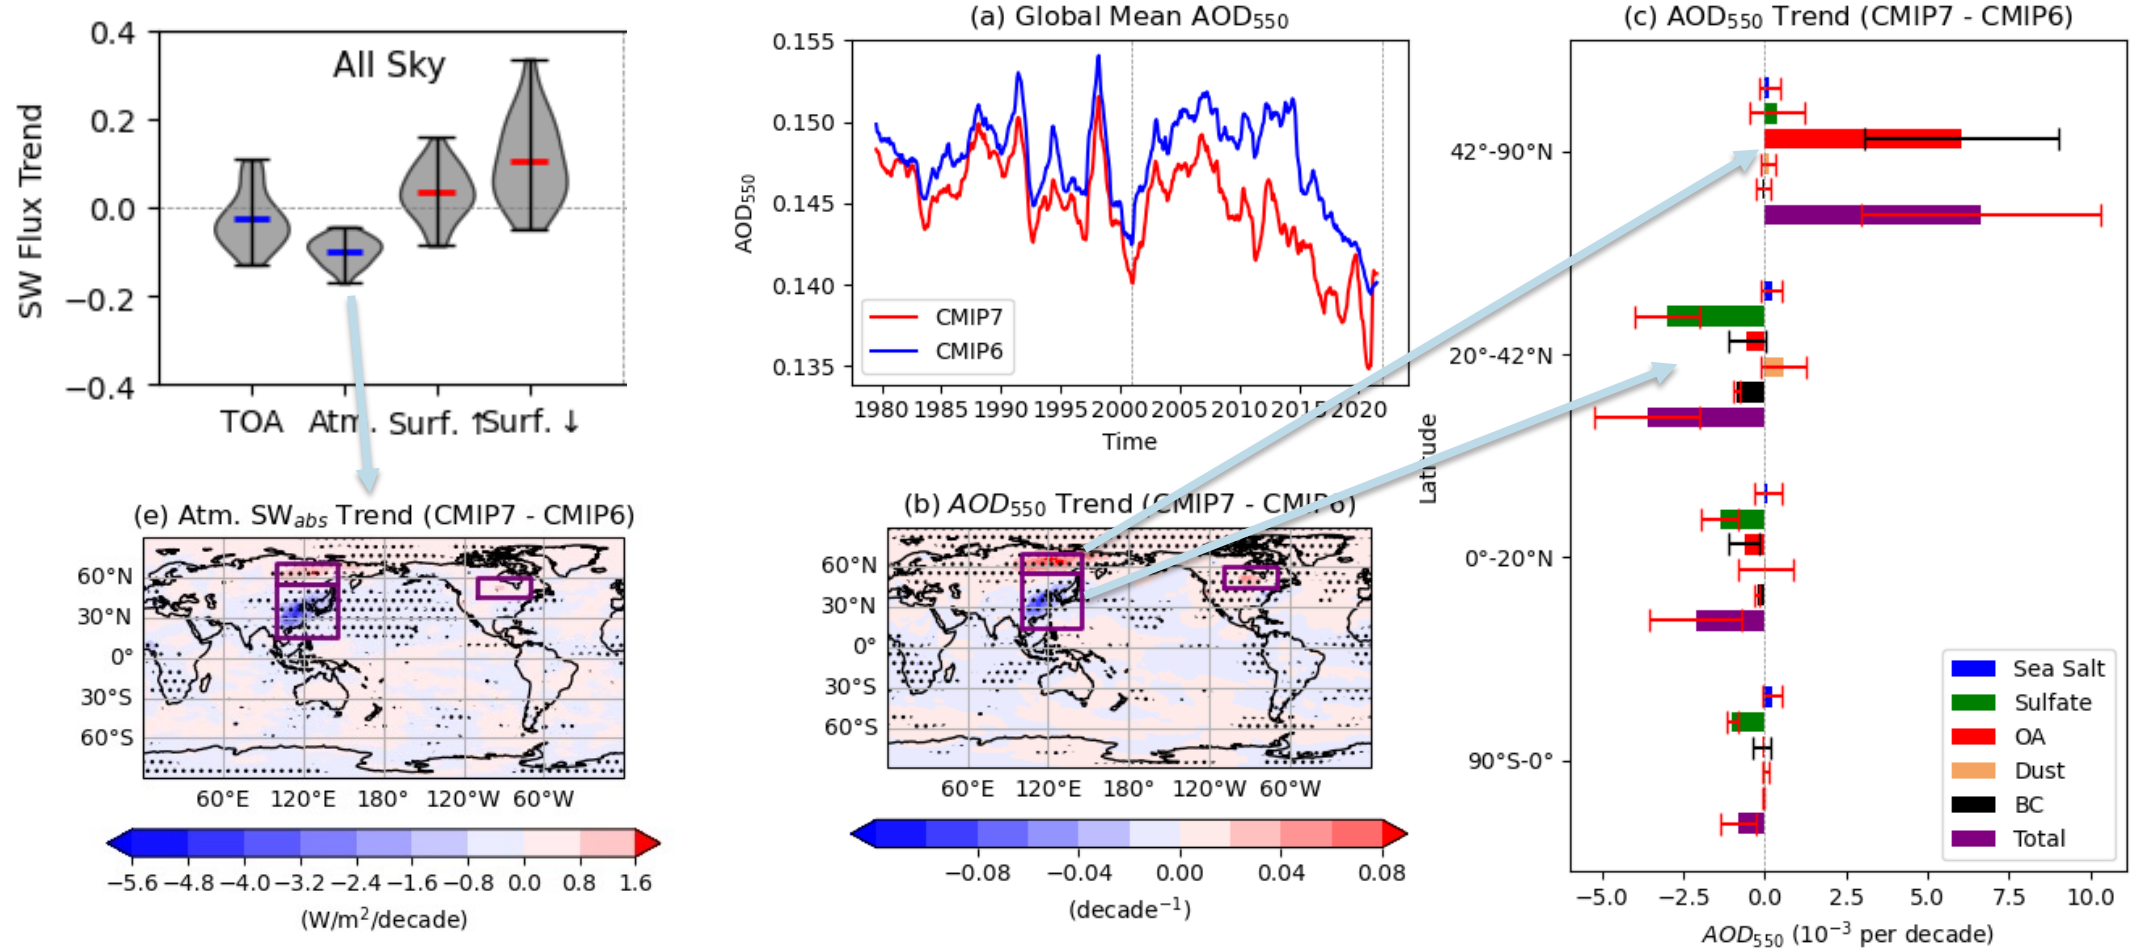 All Sky
SW Flux Trend
0.4
0.2
0.0
−0.2
−0.4
TOA Atm. Surf. ↑ Surf. ↓
(a) Global Mean AOD₅₅₀
AOD₅₅₀
0.155
0.150
0.145
0.140
0.135
CMIP7
CMIP6
1980 1985 1990 1995 2000 2005 2010 2015 2020
Time
(c) AOD₅₅₀ Trend (CMIP7 - CMIP6)
Latitude
42°-90°N
20°-42°N
0°-20°N
90°S-0°
Sea Salt
Sulfate
OA
Dust
BC
Total
−5.0 −2.5 0.0 2.5 5.0 7.5 10.0
AOD₅₅₀ (10⁻³ per decade)
(e) Atm. SWabs Trend (CMIP7 - CMIP6)
60°N
30°N
0°
30°S
60°S
60°E 120°E 180° 120°W 60°W
−5.6 −4.8 −4.0 −3.2 −2.4 −1.6 −0.8 0.0 0.8 1.6
(W/m²/decade)
(b) AOD₅₅₀ Trend (CMIP7 - CMIP6)
60°N
30°N
0°
30°S
60°S
60°E 120°E 180° 120°W 60°W
−0.08 −0.04 0.00 0.04 0.08
(decade⁻¹)